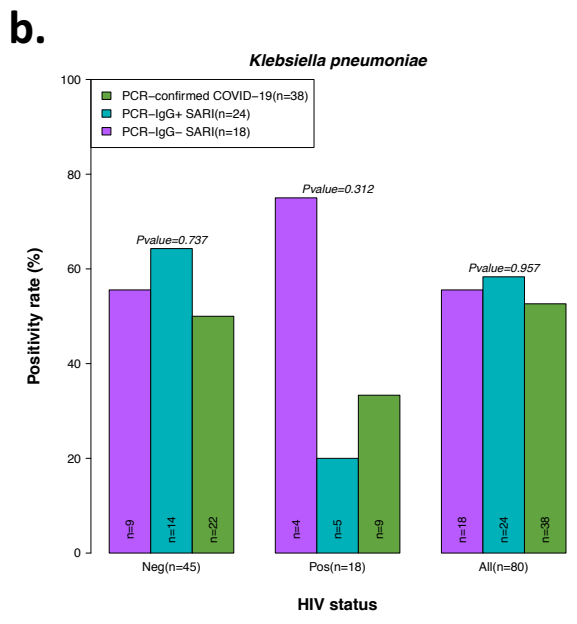 b.
Klebsiella pneumoniae
PCR−confirmed COVID−19(n=38)
PCR−IgG+ SARI(n=24)
PCR−IgG− SARI(n=18)
Positivity rate (%)
100
80
60
40
20
0
Pvalue=0.737
Pvalue=0.312
Pvalue=0.957
n=9
n=14
n=22
n=4
n=5
n=9
n=18
n=24
n=38
Neg(n=45)
Pos(n=18)
All(n=80)
HIV status